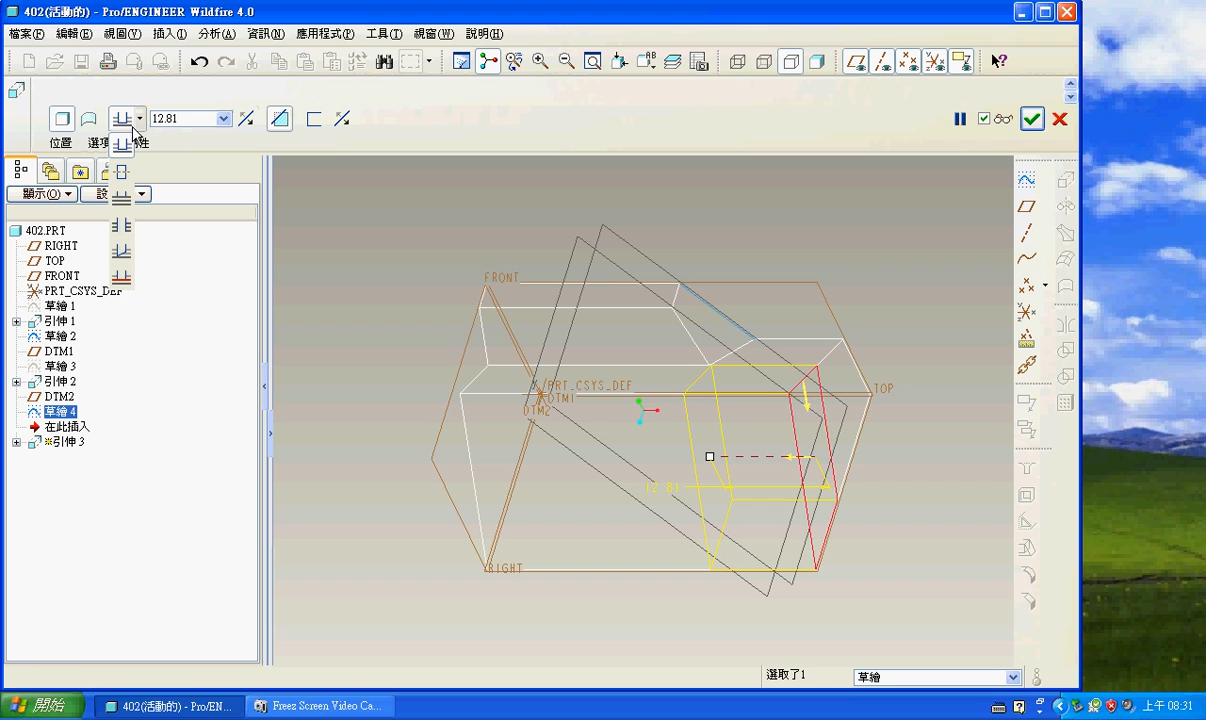 402(活動的) - Pro/ENGINEER Wildfire 4.0
檔案(F) 編輯(E) 視圖(V) 插入(I) 分析(A) 資訊(N) 應用程式(P) 工具(T) 視窗(W) 說明(H)
12.81
位置 選項 性
顯示(O) 設
402.PRT
RIGHT
TOP
FRONT
PRT_CSYS_DEF
草繪 1
引伸 1
草繪 2
DTM1
草繪 3
引伸 2
DTM2
草繪 4
在此插入
引伸 3
FRONT
PRT_CSYS_DEF
DTM1
TOP
DTM2
12.81
RIGHT
選取了1 草繪
開始 402(活動的) - Pro/EN... Freez Screen Video Ca... 上午 08:31